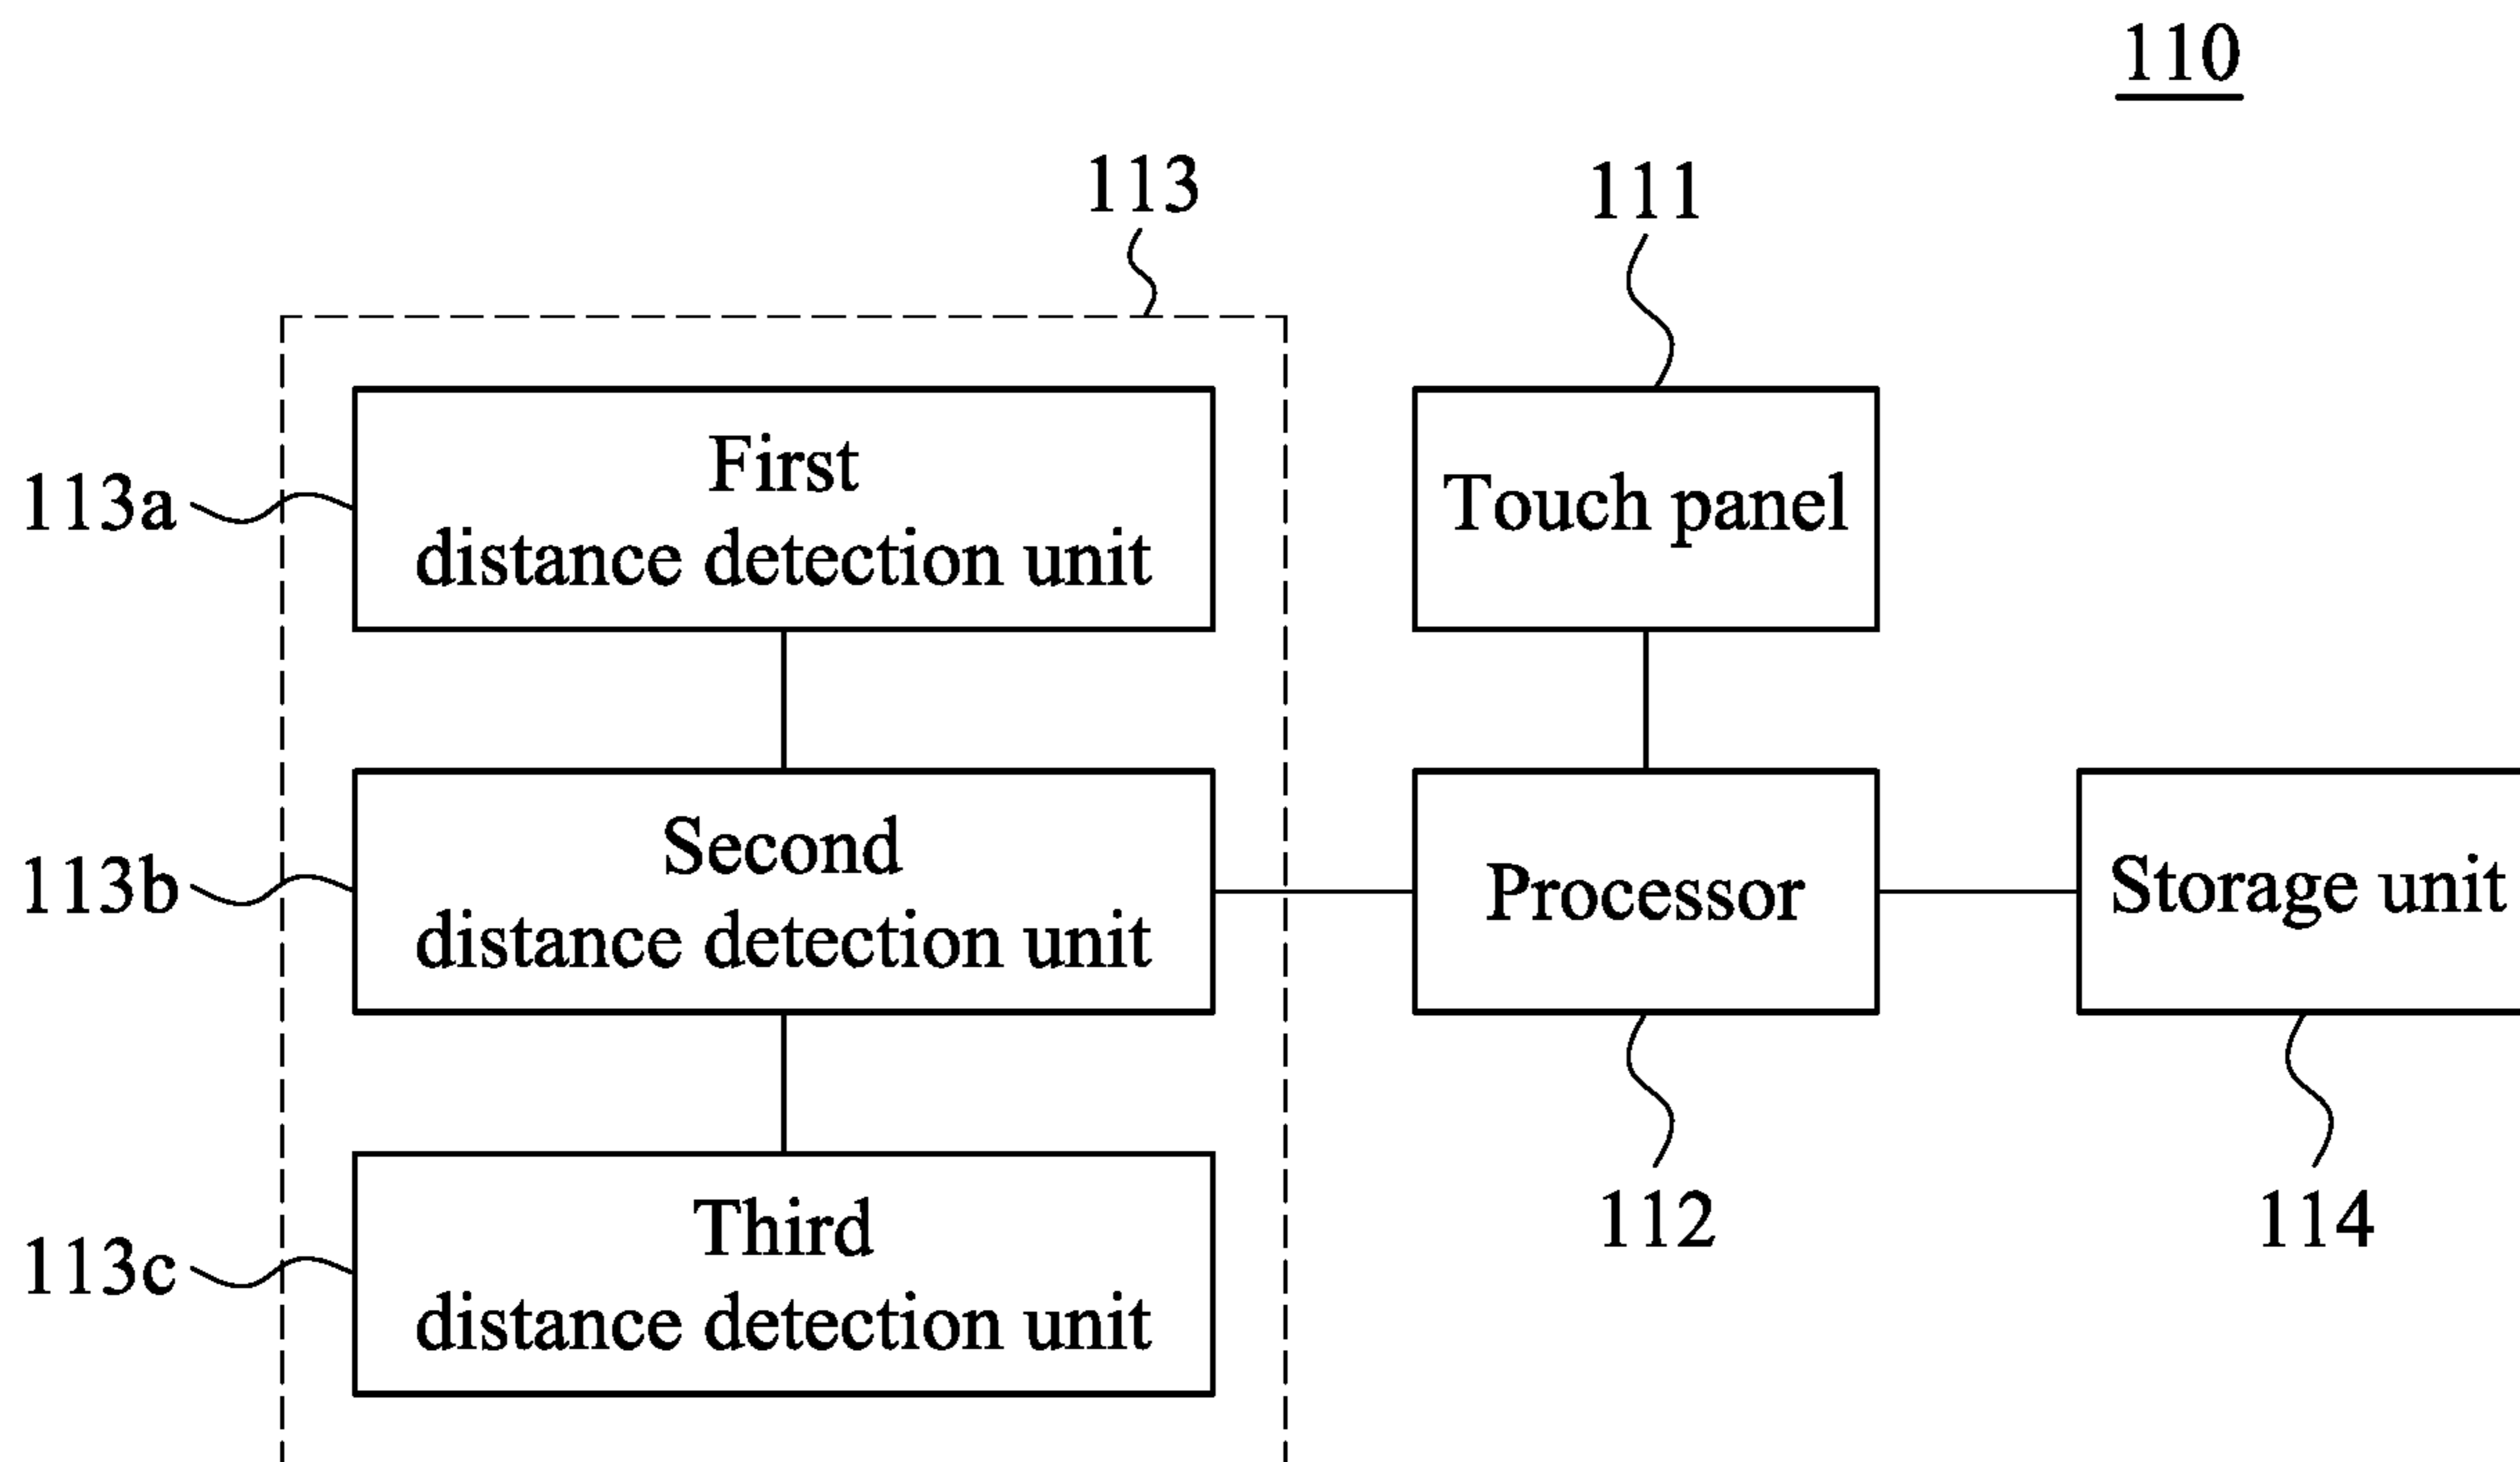 110
113
111
First
distance detection unit
113a
Touch panel
Second
distance detection unit
113b
Processor
Storage unit
Third
distance detection unit
113c
112
114